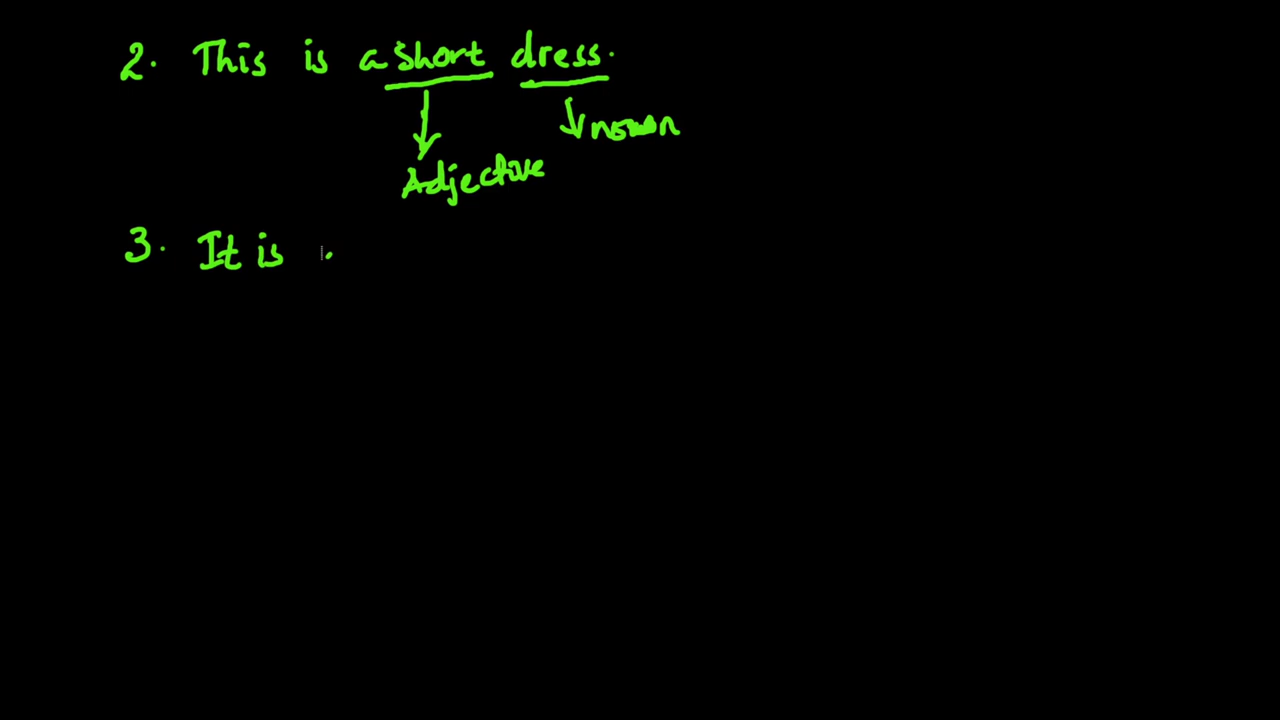 2. This is a short dress.
noun
Adjective
3. It is